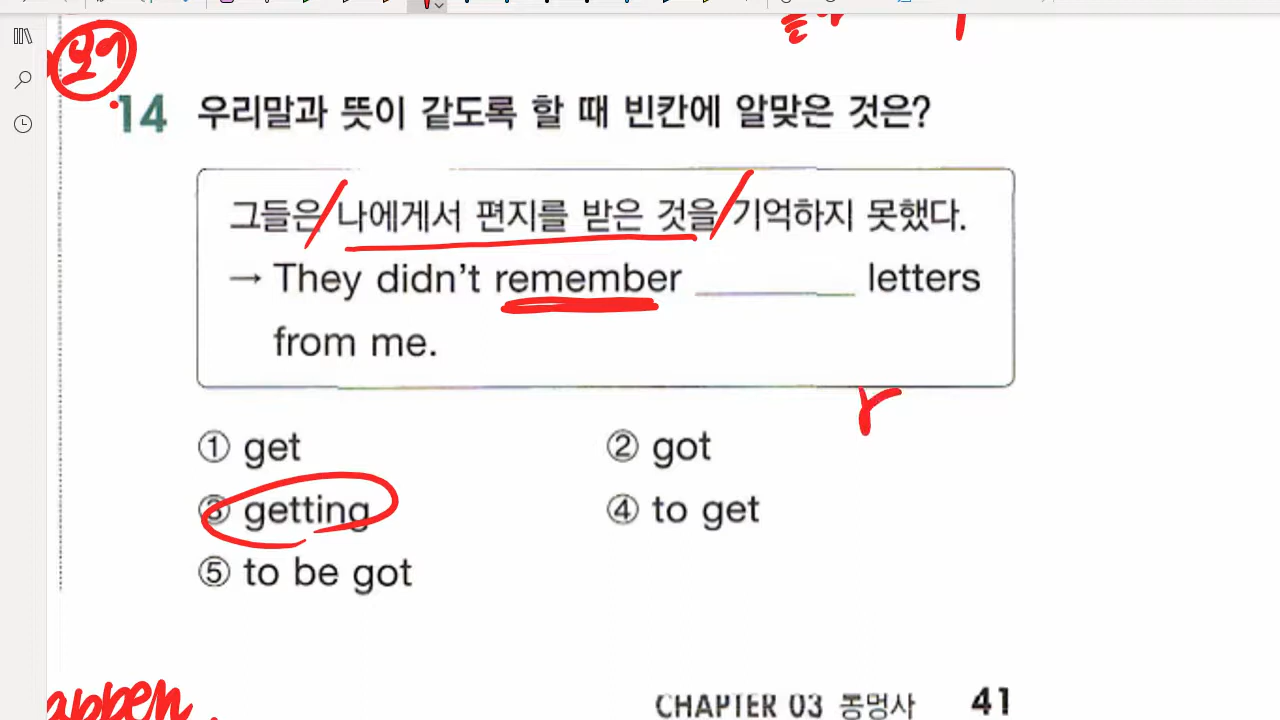 보기
14 우리말과 뜻이 같도록 할 때 빈칸에 알맞은 것은?
그들은 나에게서 편지를 받은 것을 기억하지 못했다.
→ They didn't remember ________ letters
from me.
r
① get ② got
③ getting ④ to get
⑤ to be got
appen
CHAPTER 03 동명사 41